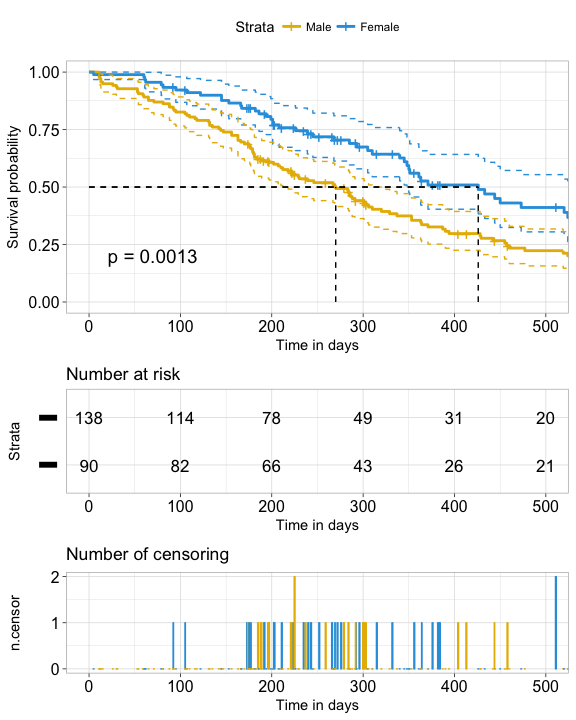 Strata Male Female
1.00
0.75
0.50
0.25
0.00
Survival probability
p = 0.0013
0 100 200 300 400 500
Time in days
Number at risk
Strata
138 114 78 49 31 20
90 82 66 43 26 21
0 100 200 300 400 500
Time in days
Number of censoring
n.censor
2
1
0
0 100 200 300 400 500
Time in days